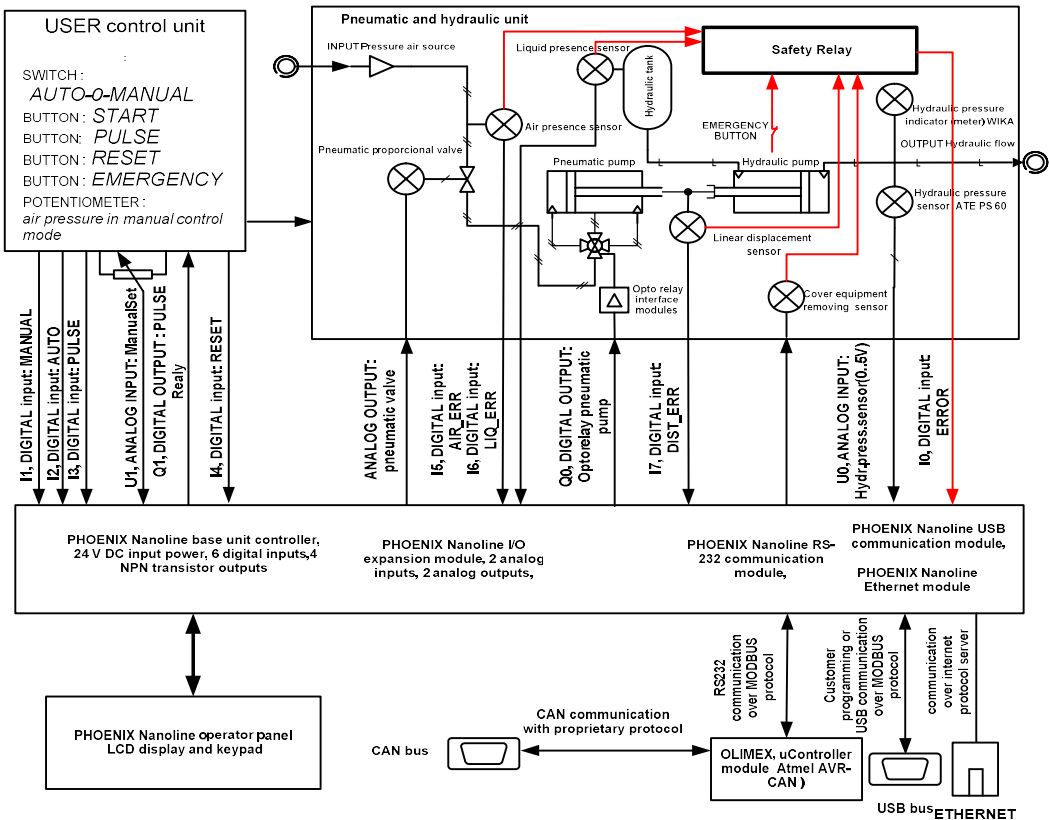 USER control unit
:
SWITCH :
AUTO-0-MANUAL
BUTTON : START
BUTTON; PULSE
BUTTON : RESET
BUTTON : EMERGENCY
POTENTIOMETER :
air pressure in manual control
mode
Pneumatic and hydraulic unit
INPUT Pressure air source
Liquid presence sensor
Hydraulic tank
Safety Relay
Air presence sensor
Pneumatic proporcional valve
EMERGENCY
BUTTON
Hydraulic pressure
indicator (meter) WIKA
OUTPUT Hydraulic flow
Pneumatic pump
Hydraulic pump
Hydraulic pressure
sensor ATE PS 60
Linear displacement
sensor
Opto relay
interface
modules
Cover equipment
removing sensor
I1, DIGITAL input: MANUAL
I2, DIGITAL input: AUTO
I3, DIGITAL input: PULSE
U1, ANALOG INPUT: ManualSet
Q1, DIGITAL OUTPUT : PULSE
Realy
I4, DIGITAL input: RESET
ANALOG OUTPUT:
pneumatic valve
I5, DIGITAL input:
AIR_ERR
I6, DIGITAL input:
LIQ_ERR
Q0, DIGITAL OUTPUT:
Optorelay pneumatic
pump
I7, DIGITAL input:
DIST_ERR
U0, ANALOG INPUT:
Hydr.press.sensor(0..5V)
I0, DIGITAL input:
ERROR
PHOENIX Nanoline base unit controller,
24 V DC input power, 6 digital inputs,4
NPN transistor outputs
PHOENIX Nanoline I/O
expansion module, 2 analog
inputs, 2 analog outputs,
PHOENIX Nanoline RS-
232 communication
module,
PHOENIX Nanoline USB
communication module,
PHOENIX Nanoline
Ethernet module
RS232
communication
over MODBUS
protocol
Customer
programming or
USB communication
over MODBUS
protocol
communication
over internet
protocol server
PHOENIX Nanoline operator panel
LCD display and keypad
CAN bus
CAN communication
with proprietary protocol
OLIMEX, uController
module Atmel AVR-
CAN )
USB bus
ETHERNET